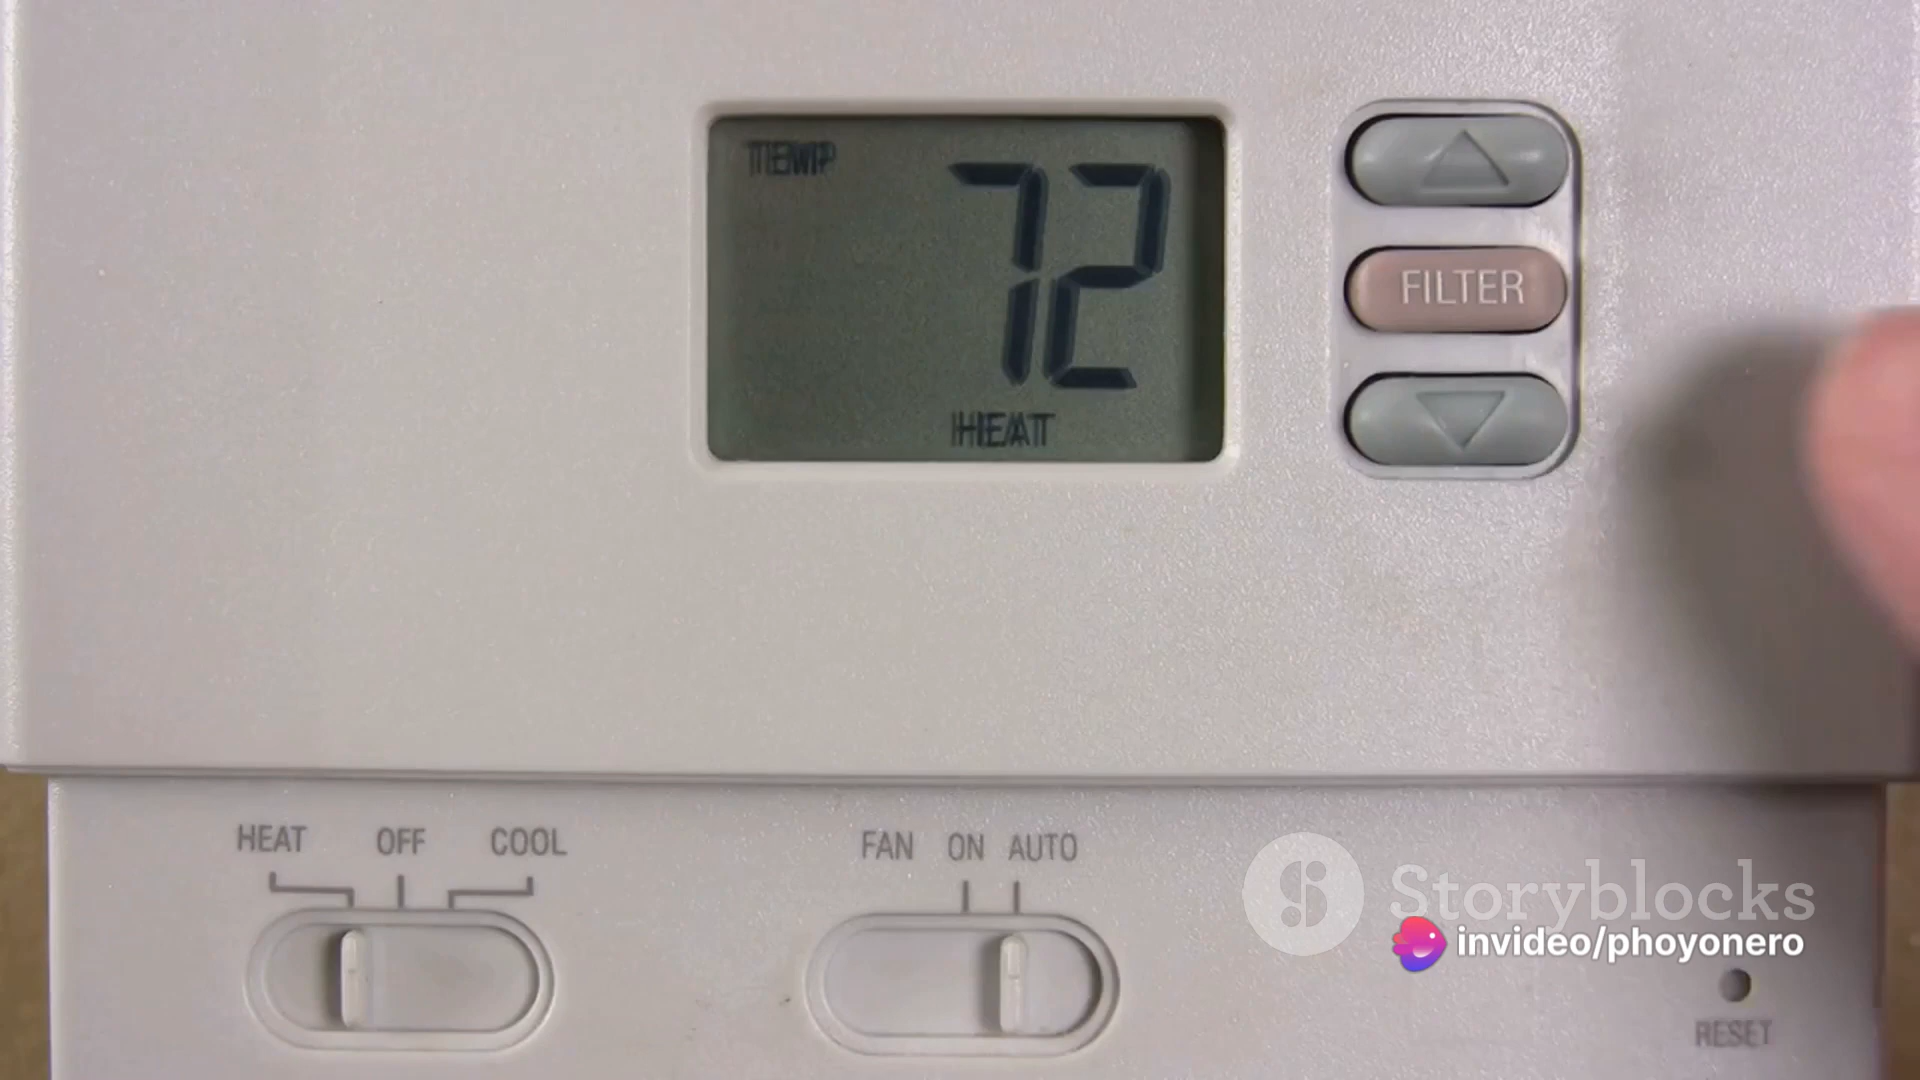 TEMP
72
HEAT
FILTER
HEAT OFF COOL
FAN ON AUTO
Storyblocks
invideo/phoyonero
RESET